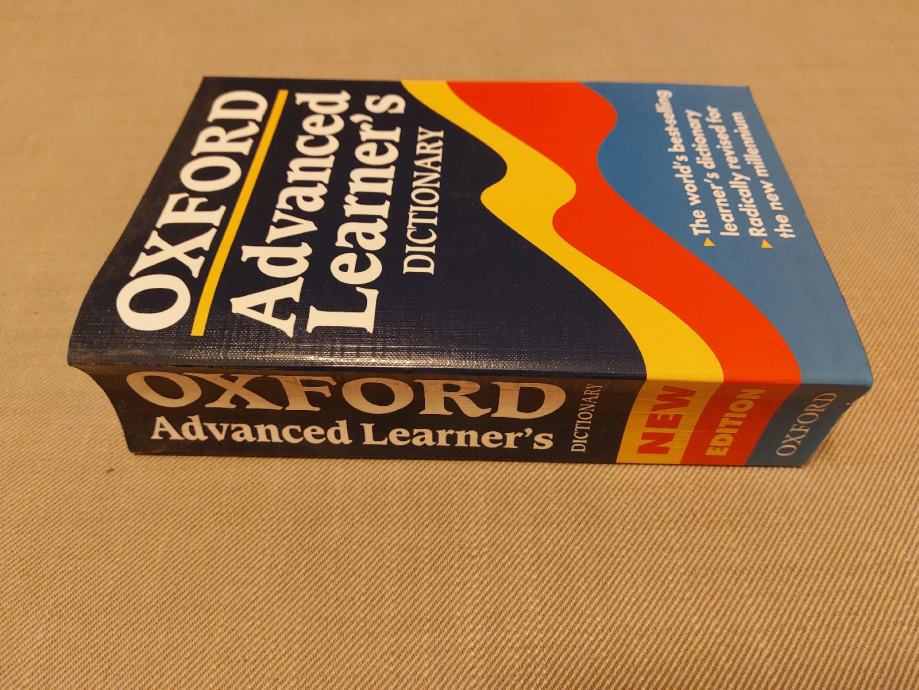 OXFORD
Advanced
Learner's
DICTIONARY
▸The world's best-selling
learner's dictionary
▸Radically revised for
the new millennium
OXFORD
Advanced Learner's
DICTIONARY
NEW
EDITION
OXFORD